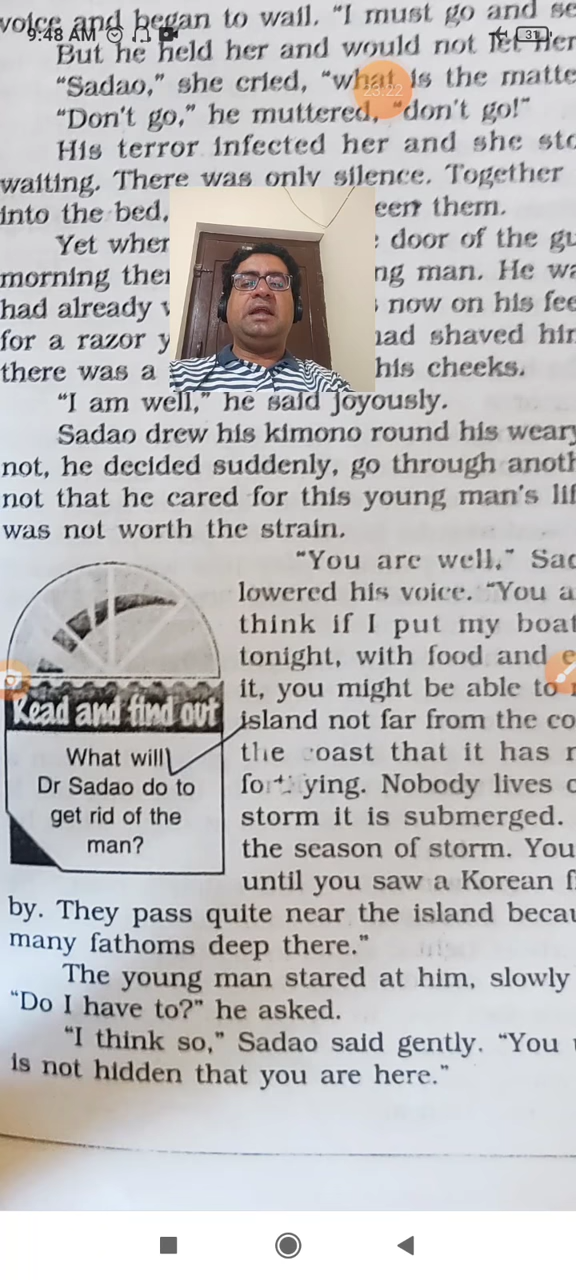 voice and began to wail. "I must go and se
9:48 AM
31
But he held her and would not let her
"Sadao," she cried, "what is the matte
23:22
"Don't go," he muttered, "don't go!"
His terror infected her and she sto
waiting. There was only silence. Together
into the bed, een them.
Yet wher door of the gu
morning the ng man. He wa
had already now on his fee
for a razor y had shaved him
there was a his cheeks.
"I am well," he said joyously.
Sadao drew his kimono round his weary
not, he decided suddenly, go through anoth
not that he cared for this young man's lif
was not worth the strain.
"You are well," Sad
lowered his voice. "You a
think if I put my boat
tonight, with food and e
it, you might be able to
island not far from the co
the coast that it has
fortifying. Nobody lives o
storm it is submerged.
the season of storm. You
until you saw a Korean f
by. They pass quite near the island becau
many fathoms deep there."
Read and find out
What will
Dr Sadao do to
get rid of the
man?
The young man stared at him, slowly
"Do I have to?" he asked.
"I think so," Sadao said gently. "You
is not hidden that you are here."